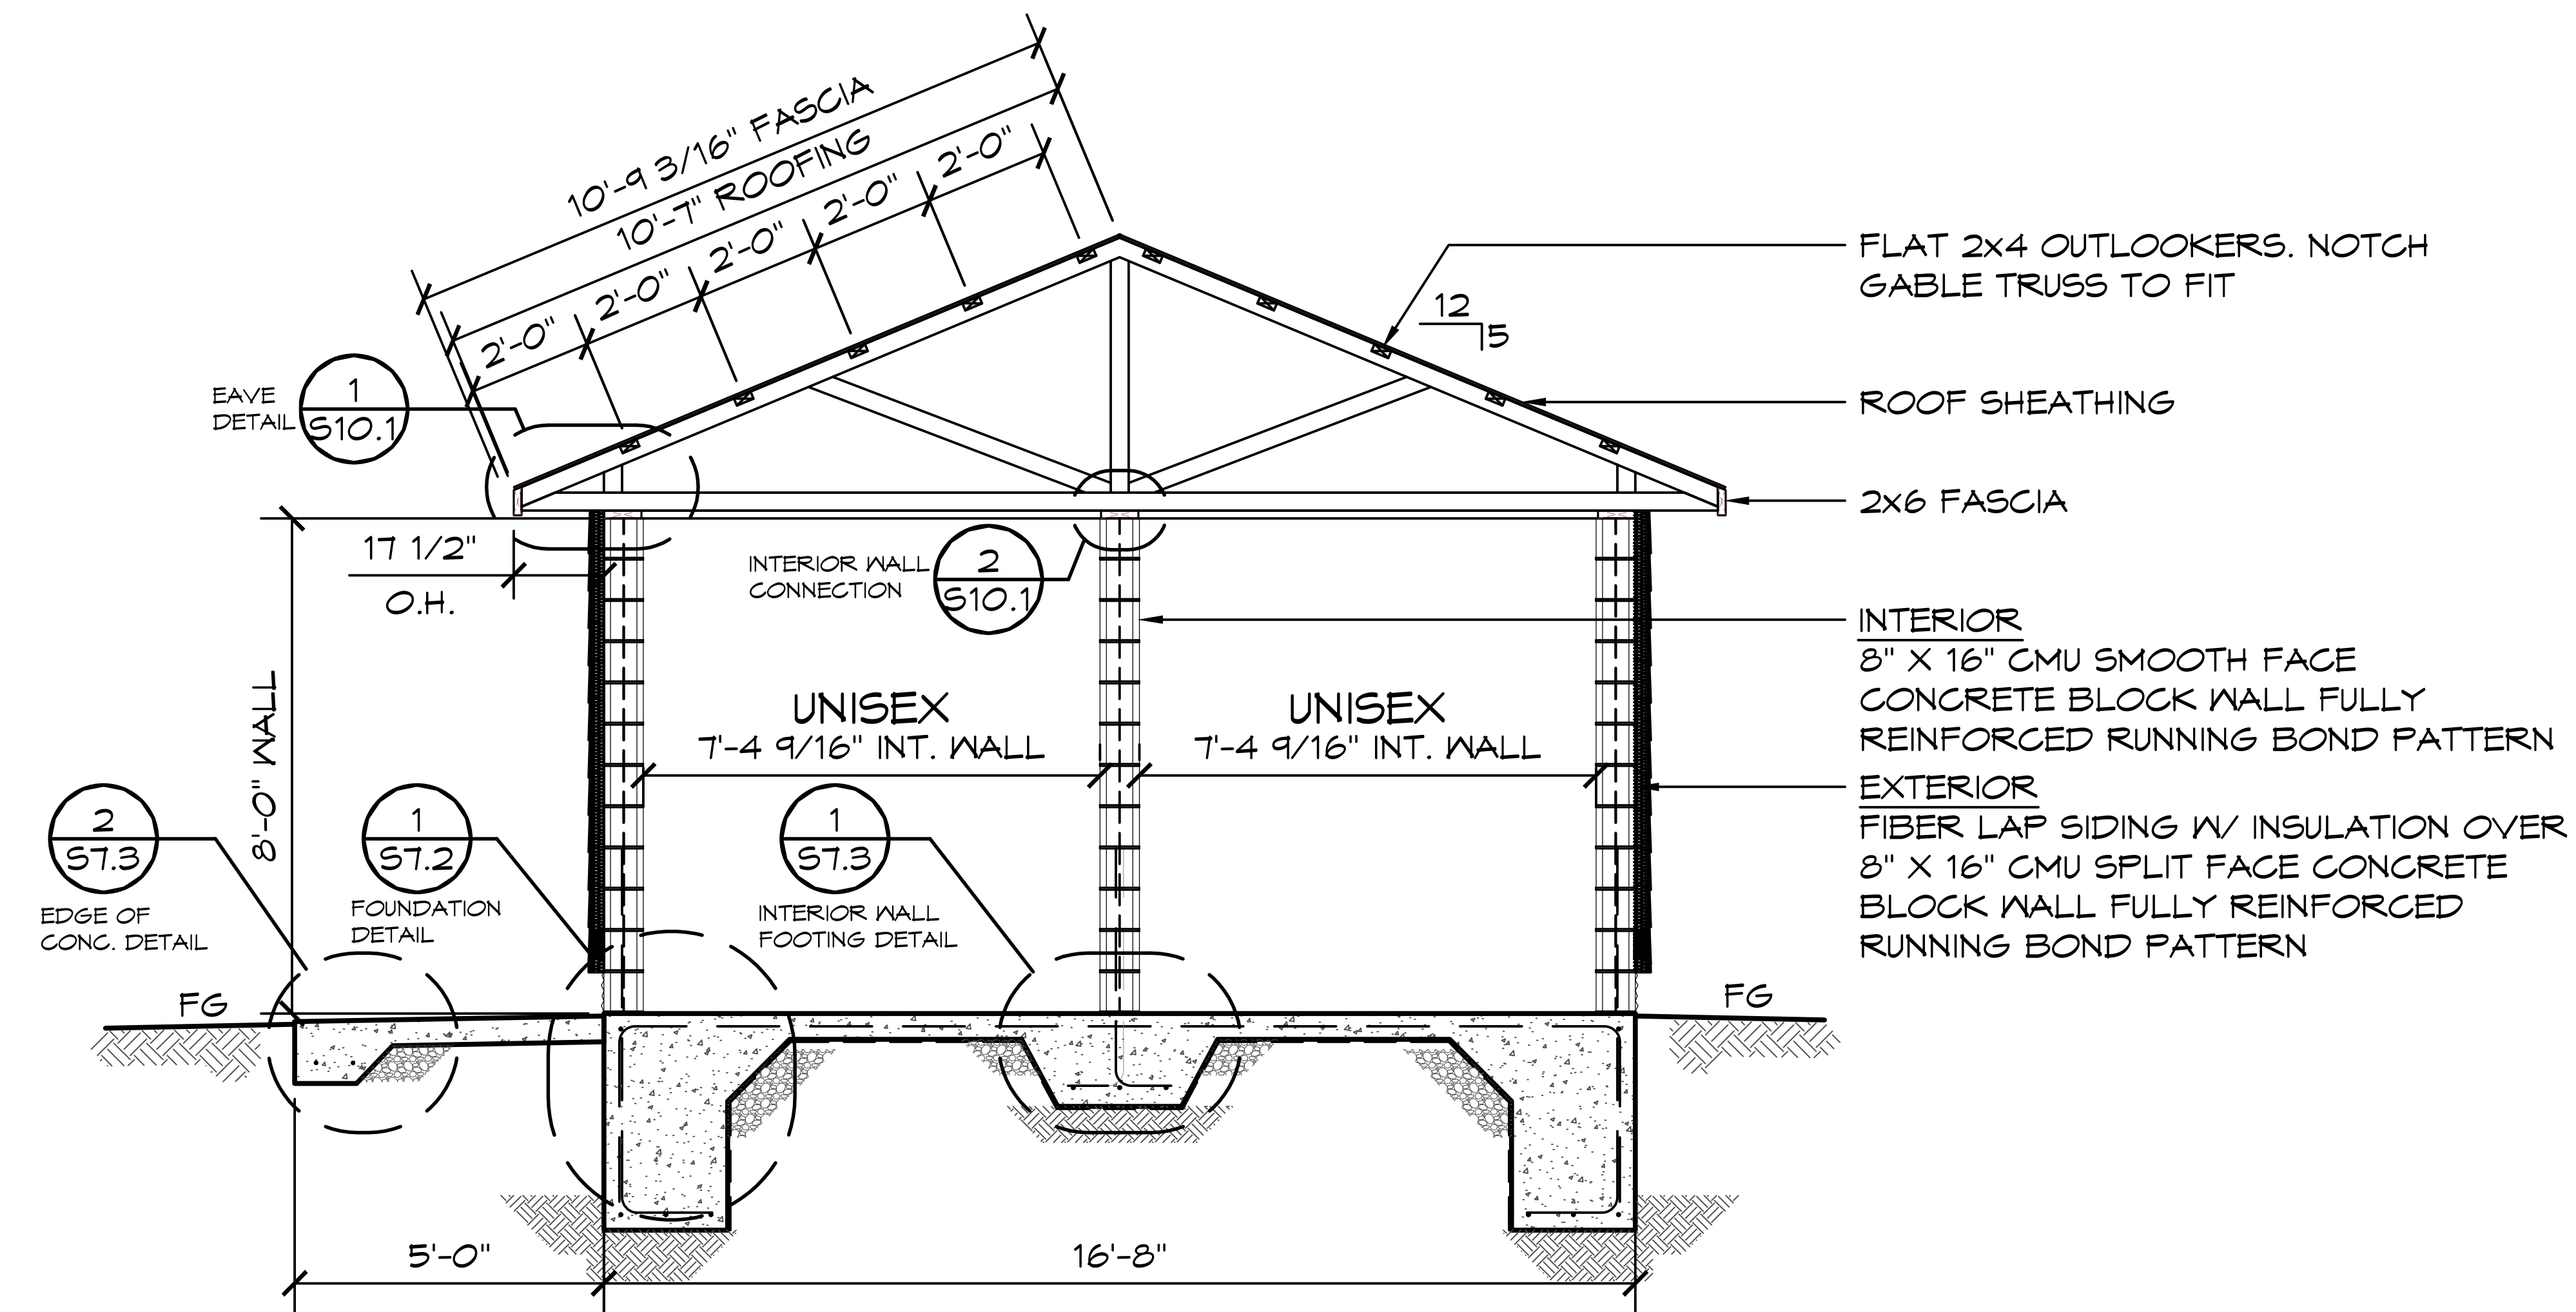 10'-9 3/16" FASCIA
10'-7" ROOFING
2'-0"
2'-0"
2'-0"
2'-0"
2'-0"
FLAT 2x4 OUTLOOKERS. NOTCH
GABLE TRUSS TO FIT
12
5
EAVE
DETAIL
1
S10.1
ROOF SHEATHING
2x6 FASCIA
17 1/2"
O.H.
INTERIOR WALL
CONNECTION
2
S10.1
INTERIOR
8" X 16" CMU SMOOTH FACE
CONCRETE BLOCK WALL FULLY
REINFORCED RUNNING BOND PATTERN
8'-0" WALL
UNISEX
7'-4 9/16" INT. WALL
UNISEX
7'-4 9/16" INT. WALL
EXTERIOR
FIBER LAP SIDING W/ INSULATION OVER
8" X 16" CMU SPLIT FACE CONCRETE
BLOCK WALL FULLY REINFORCED
RUNNING BOND PATTERN
2
S7.3
EDGE OF
CONC. DETAIL
1
S7.2
FOUNDATION
DETAIL
1
S7.3
INTERIOR WALL
FOOTING DETAIL
FG
FG
5'-0"
16'-8"